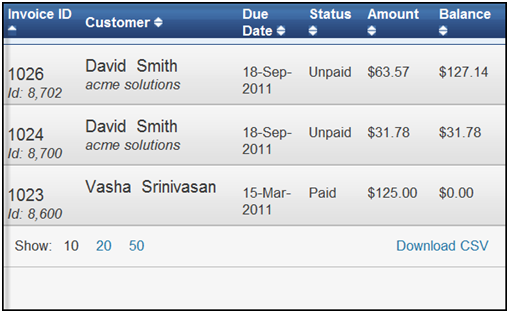 Invoice ID Customer Due Date Status Amount Balance
1026 David Smith 18-Sep-2011 Unpaid $63.57 $127.14
Id: 8,702 acme solutions
1024 David Smith 18-Sep-2011 Unpaid $31.78 $31.78
Id: 8,700 acme solutions
1023 Vasha Srinivasan 15-Mar-2011 Paid $125.00 $0.00
Id: 8,600
Show: 10 20 50 Download CSV